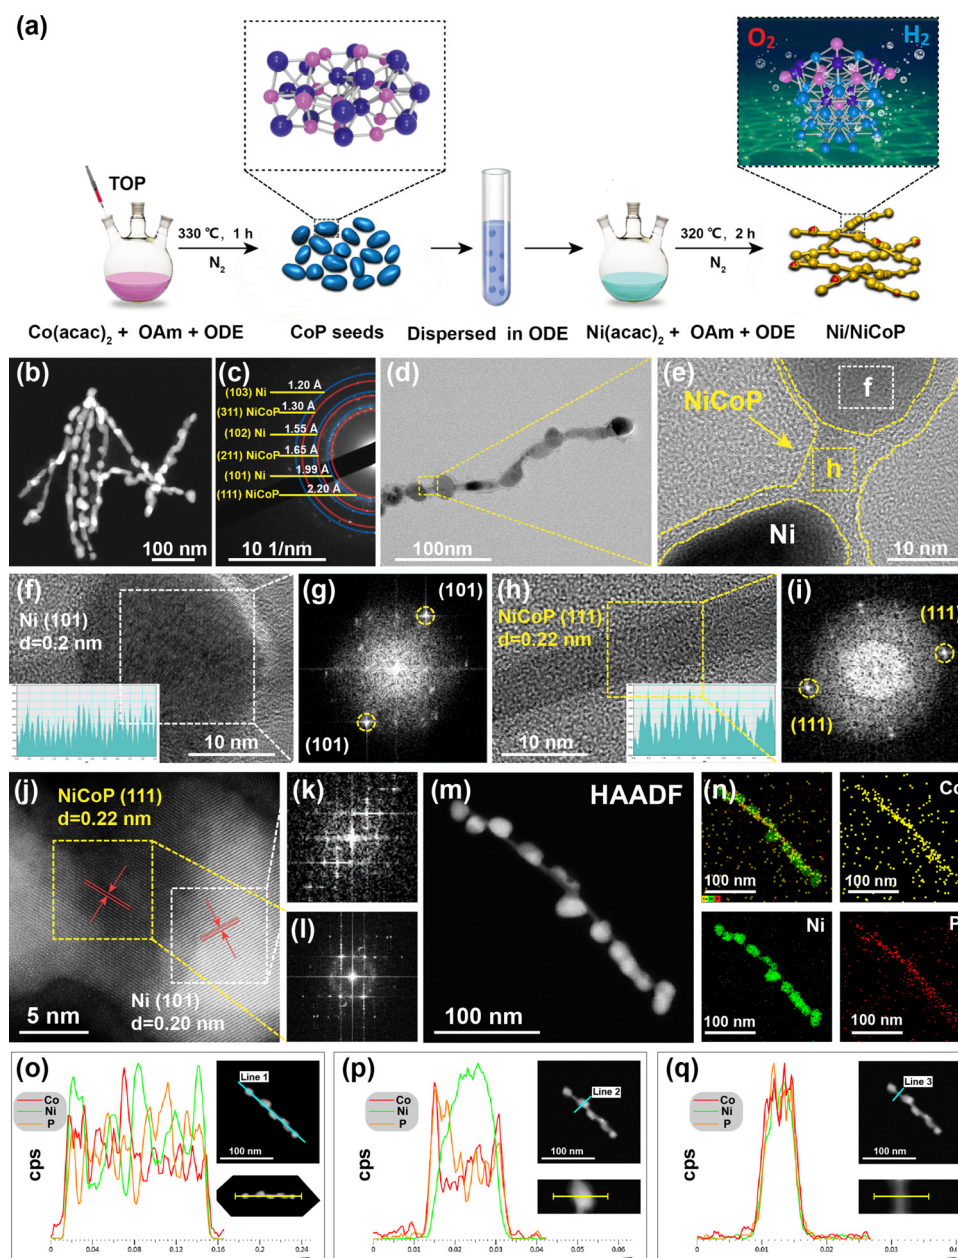 (a)
O₂ H₂
TOP
330 ℃, 1 h
N₂
320 ℃, 2 h
N₂
Co(acac)₂ + OAm + ODE
CoP seeds
Dispersed in ODE
Ni(acac)₂ + OAm + ODE
Ni/NiCoP
(b)
100 nm
(c)
(103) Ni 1.20 Å
(311) NiCoP 1.30 Å
(102) Ni 1.55 Å
(211) NiCoP 1.65 Å
(101) Ni 1.99 Å
(111) NiCoP 2.20 Å
10 1/nm
(d)
100nm
(e)
f
NiCoP
h
Ni
10 nm
(f)
Ni (101)
d=0.2 nm
10 nm
(g)
(101)
(101)
(h)
NiCoP (111)
d=0.22 nm
10 nm
(i)
(111)
(111)
(j)
NiCoP (111)
d=0.22 nm
Ni (101)
d=0.20 nm
5 nm
(k)
(l)
(m)
HAADF
100 nm
(n)
100 nm
Co
100 nm
Ni
100 nm
P
100 nm
(o)
Co
Ni
P
cps
Line 1
100 nm
0 0.04 0.08 0.12 0.16 0.20 0.24
(p)
Co
Ni
P
cps
Line 2
100 nm
0 0.01 0.02 0.03 0.04 0.05 0.06
(q)
Co
Ni
P
cps
Line 3
100 nm
0 0.01 0.02 0.03